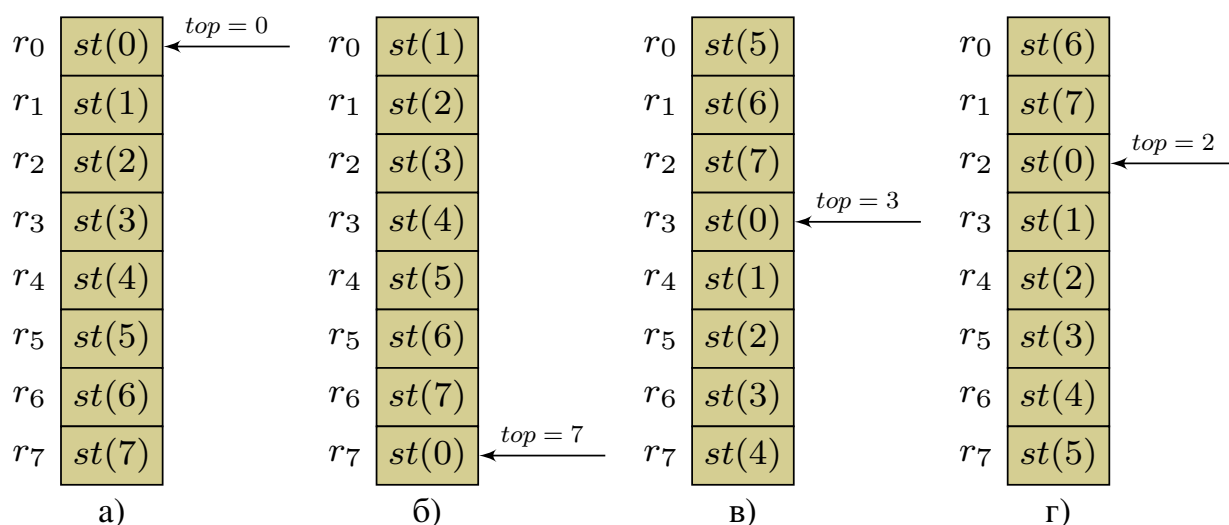 r0 st(0) top = 0 r0 st(1) r0 st(5) r0 st(6)
r1 st(1) r1 st(2) r1 st(6) r1 st(7)
r2 st(2) r2 st(3) r2 st(7) r2 st(0) top = 2
r3 st(3) r3 st(4) r3 st(0) top = 3 r3 st(1)
r4 st(4) r4 st(5) r4 st(1) r4 st(2)
r5 st(5) r5 st(6) r5 st(2) r5 st(3)
r6 st(6) r6 st(7) r6 st(3) r6 st(4)
r7 st(7) r7 st(0) top = 7 r7 st(4) r7 st(5)
а) б) в) г)